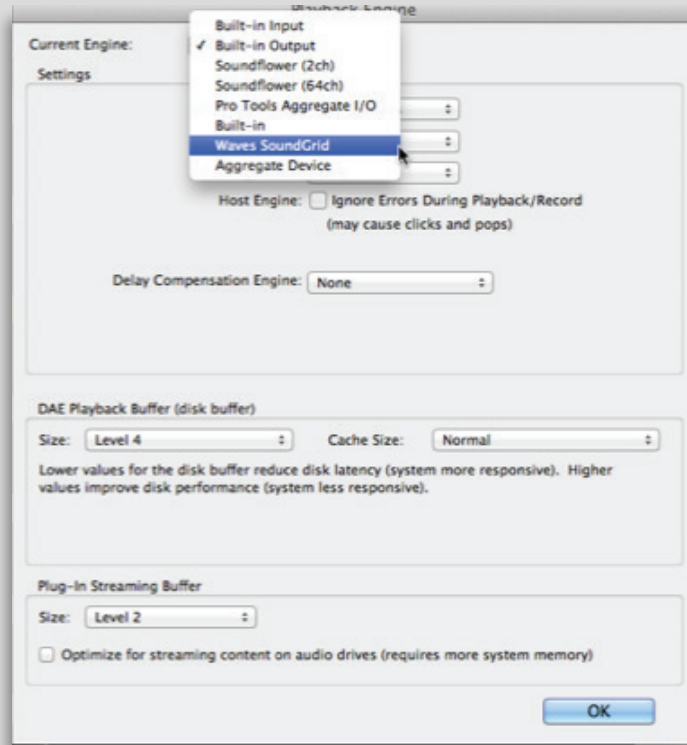 Playback Engine
Current Engine:
Built-in Input
✓ Built-in Output
Soundflower (2ch)
Soundflower (64ch)
Pro Tools Aggregate I/O
Built-in
Waves SoundGrid
Aggregate Device
Settings
Host Engine: Ignore Errors During Playback/Record
(may cause clicks and pops)
Delay Compensation Engine: None
DAE Playback Buffer (disk buffer)
Size: Level 4 Cache Size: Normal
Lower values for the disk buffer reduce disk latency (system more responsive). Higher
values improve disk performance (system less responsive).
Plug-In Streaming Buffer
Size: Level 2
Optimize for streaming content on audio drives (requires more system memory)
OK